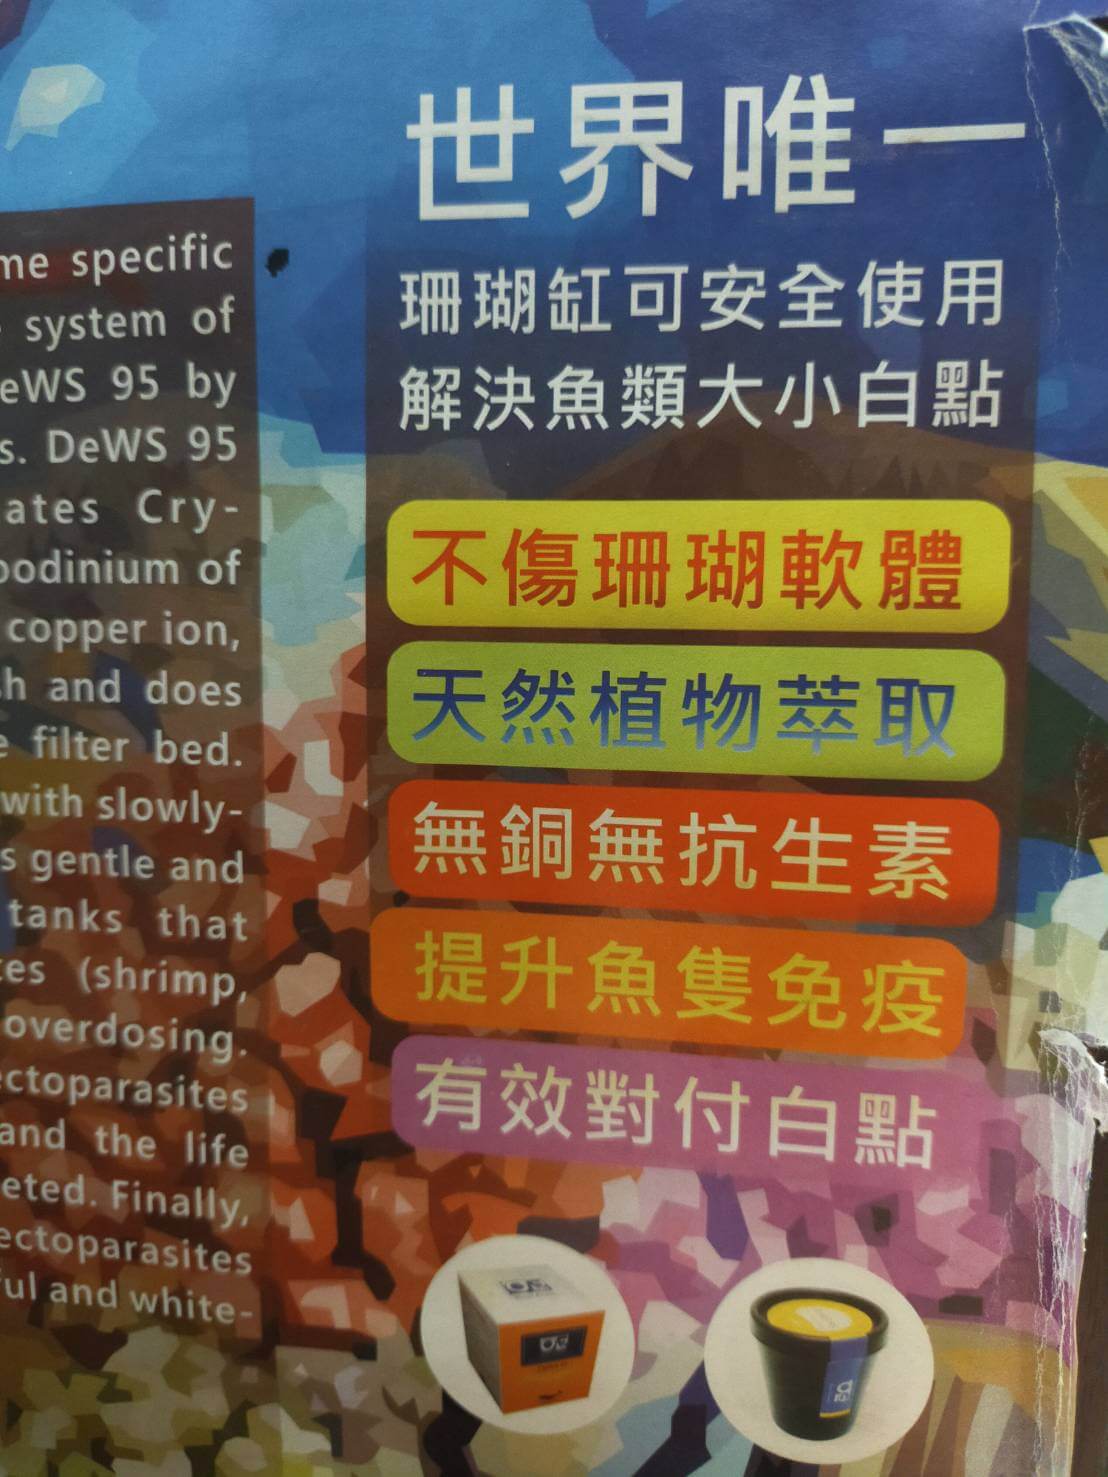 me specific
system of
eWS 95 by
s. DeWS 95
ates Cry-
oodinium of
copper ion,
h and does
e filter bed.
with slowly-
s gentle and
tanks that
es (shrimp,
overdosing.
ctoparasites
and the life
eted. Finally,
ectoparasites
ful and white-
世界唯一
珊瑚缸可安全使用
解決魚類大小白點
不傷珊瑚軟體
天然植物萃取
無銅無抗生素
提升魚隻免疫
有效對付白點